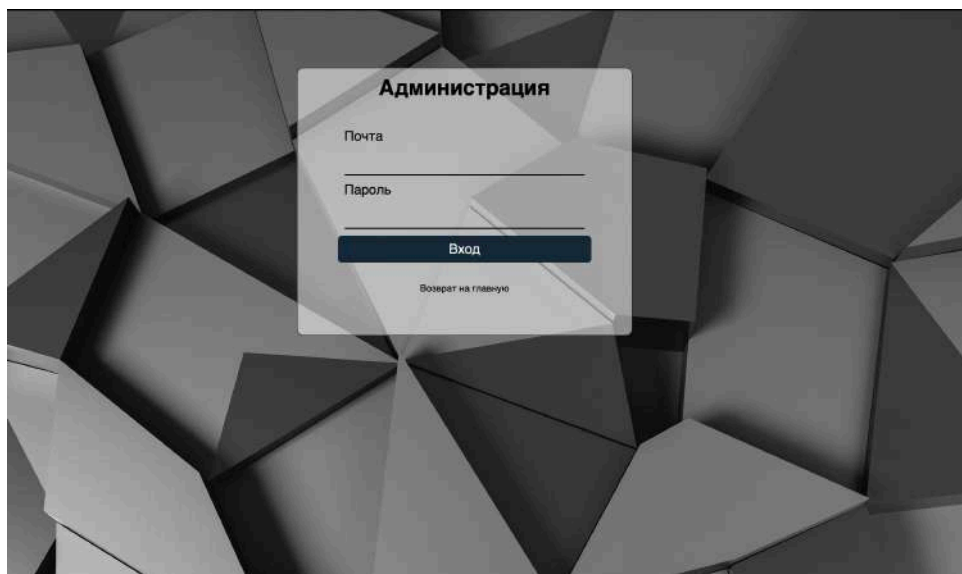 Администрация
Почта
Пароль
Вход
Возврат на главную